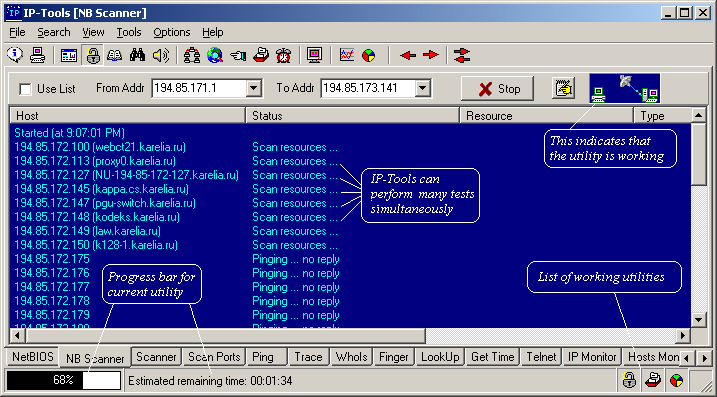 IP IP-Tools [NB Scanner]
File Search View Tools Options Help
Use List From Addr 194.85.171.1 To Addr 194.85.173.141 Stop
Host Status Resource Type
Started (at 9:07:01 PM)
194.85.172.100 (webct21.karelia.ru) Scan resources ...
194.85.172.113 (proxy0.karelia.ru) Scan resources ...
194.85.172.127 (NU-194-85-172-127.karelia.ru) Scan resources ...
194.85.172.145 (kappa.cs.karelia.ru) Scan resources ...
194.85.172.147 (pgu-switch.karelia.ru) Scan resources ...
194.85.172.148 (kodeks.karelia.ru) Scan resources ...
194.85.172.149 (law.karelia.ru) Scan resources ...
194.85.172.150 (k128-1.karelia.ru) Scan resources ...
194.85.172.175 Pinging ... no reply
194.85.172.176 Pinging ... no reply
194.85.172.177 Pinging ... no reply
194.85.172.178 Pinging ... no reply
194.85.172.179 Pinging ... no reply
This indicates that
the utility is working
IP-Tools can
perform many tests
simultaneously
Progress bar for
current utility
List of working utilities
NetBIOS NB Scanner Scanner Scan Ports Ping Trace WhoIs Finger LookUp Get Time Telnet IP Monitor Hosts Mon
68% Estimated remaining time: 00:01:34